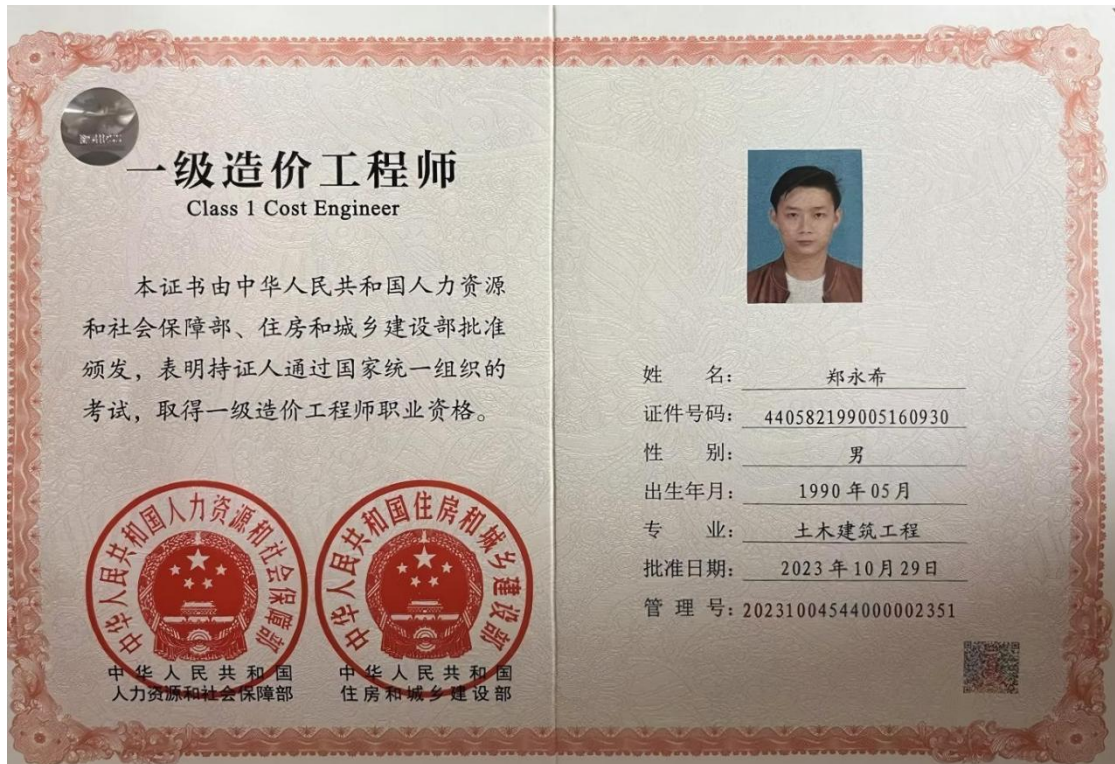 一级造价工程师
Class 1 Cost Engineer
本证书由中华人民共和国人力资源
和社会保障部、住房和城乡建设部批准
颁发，表明持证人通过国家统一组织的
考试，取得一级造价工程师职业资格。
中华人民共和国人力资源和社会保障部
中华人民共和国住房和城乡建设部
中华人民共和国
人力资源和社会保障部
中华人民共和国
住房和城乡建设部
姓 名：郑永希
证件号码：440582199005160930
性 别：男
出生年月：1990年05月
专 业：土木建筑工程
批准日期：2023年10月29日
管 理 号：20231004544000002351